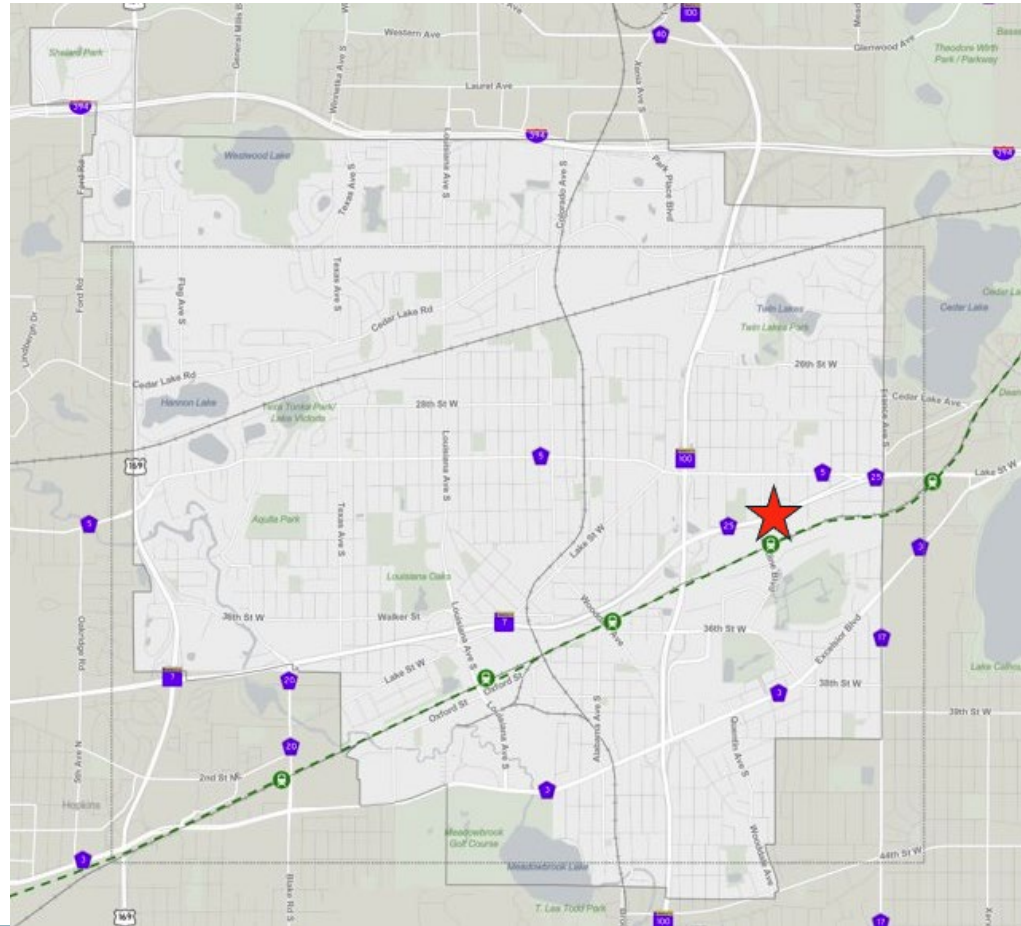 100
Western Ave
40
Glenwood Ave
Shelard Park
General Mills B
Winnetka Ave S
Xenia Ave S
Theodore Wirth
Park / Parkway
Laurel Ave
394
394
394
Ford Rd
Westwood Lake
Louisiana Ave S
Texas Ave S
Colorado Ave S
Park Place Blvd
Ford Rd
Flag Ave S
Texas Ave S
Cedar Lake Rd
Twin Lakes
Twin Lakes Park
Cedar Lake
Lindbergh Dr
Cedar Lake Rd
Hannon Lake
26th St W
France Ave S
Cedar Lake Ave
28th St W
Texa Tonka Park/
Lake Victoria
Louisiana Ave S
169
5
100
5
25
Lake St W
5
Texas Ave S
Aquila Park
Lake St W
25
3
Louisiana Oaks
36th St W
Walker St
7
Louisiana Ave S
36th St W
Excelsior Blvd
17
Oakridge Rd
7
20
Lake St W
Oxford St
Oxford St
Louisiana Ave S
Alabama Ave S
38th St W
3
39th St W
Quentin Ave S
5th Ave N
20
2nd St N
Hopkins
3
Meadowbrook
Golf Course
Meadowbrook Lake
Wooddale Ave
44th St W
3
Blake Rd S
T. Lea Todd Park
169
100
17